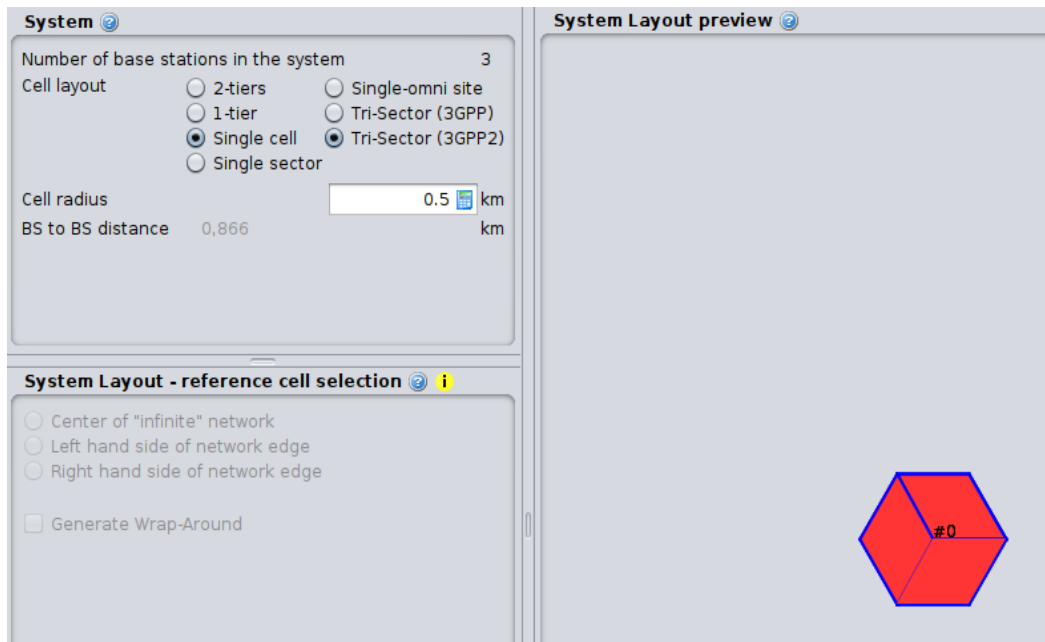 System
Number of base stations in the system 3
Cell layout
2-tiers Single-omni site
1-tier Tri-Sector (3GPP)
Single cell Tri-Sector (3GPP2)
Single sector
Cell radius 0.5 km
BS to BS distance 0,866 km
System Layout - reference cell selection i
Center of "infinite" network
Left hand side of network edge
Right hand side of network edge
Generate Wrap-Around
System Layout preview
#0